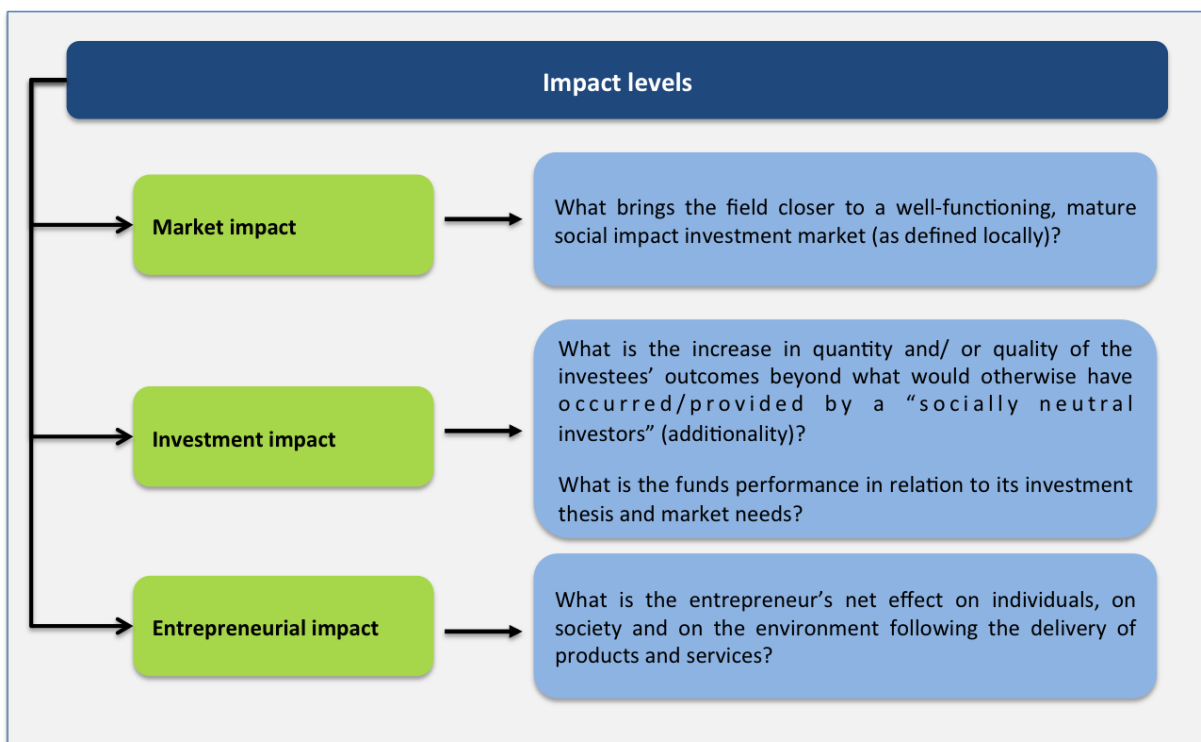 Impact levels
Market impact
What brings the field closer to a well-functioning, mature
social impact investment market (as defined locally)?
Investment impact
What is the increase in quantity and/ or quality of the
investees' outcomes beyond what would otherwise have
occurred/provided by a “socially neutral
investors” (additionality)?
What is the funds performance in relation to its investment
thesis and market needs?
Entrepreneurial impact
What is the entrepreneur's net effect on individuals, on
society and on the environment following the delivery of
products and services?